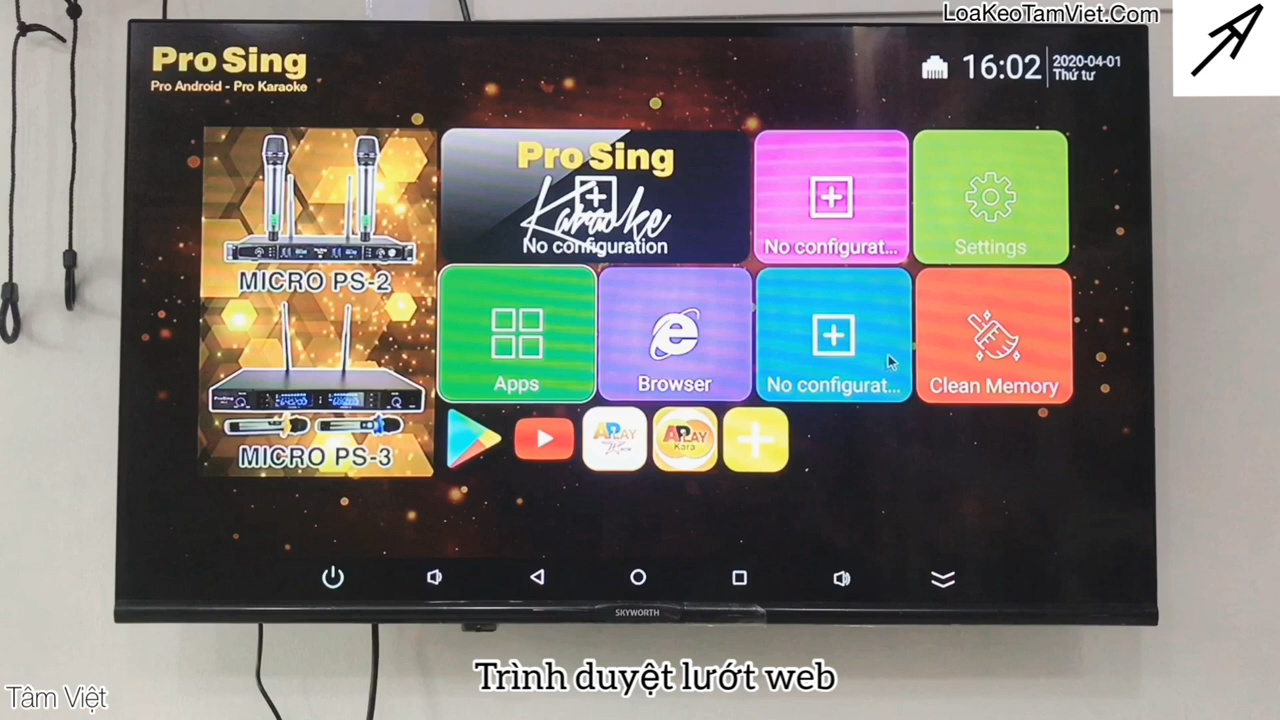 LoaKeoTamViet.Com
Pro Sing
Pro Android - Pro Karaoke
16:02
2020-04-01
Thứ tư
MICRO PS-2
MICRO PS-3
Pro Sing
Karaoke
No configuration
No configurat...
Settings
Apps
Browser
No configurat...
Clean Memory
APLAY
APLAY
Kara
SKYWORTH
Trình duyệt lướt web
Tâm Việt